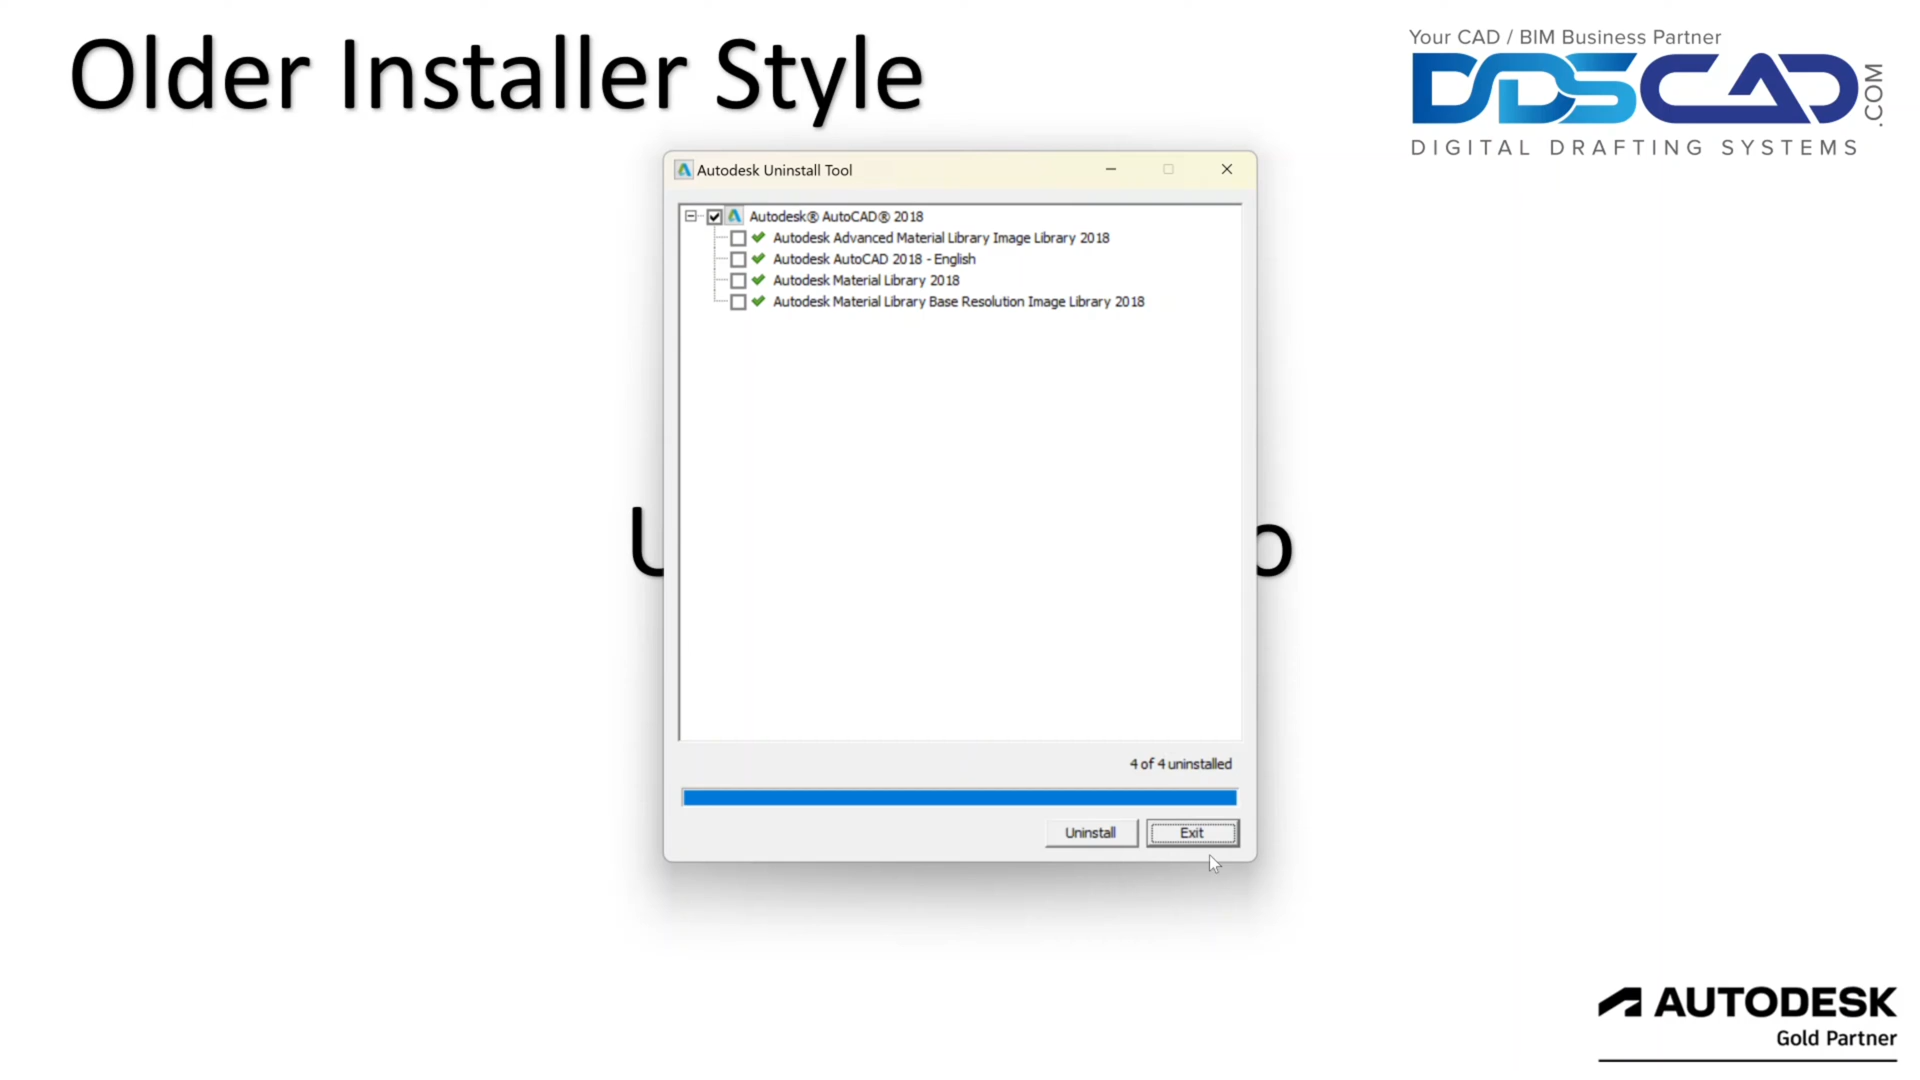 Older Installer Style
Your CAD / BIM Business Partner
DDSCAD.COM
DIGITAL DRAFTING SYSTEMS
Autodesk Uninstall Tool
Autodesk® AutoCAD® 2018
Autodesk Advanced Material Library Image Library 2018
Autodesk AutoCAD 2018 - English
Autodesk Material Library 2018
Autodesk Material Library Base Resolution Image Library 2018
4 of 4 uninstalled
Uninstall
Exit
AUTODESK
Gold Partner